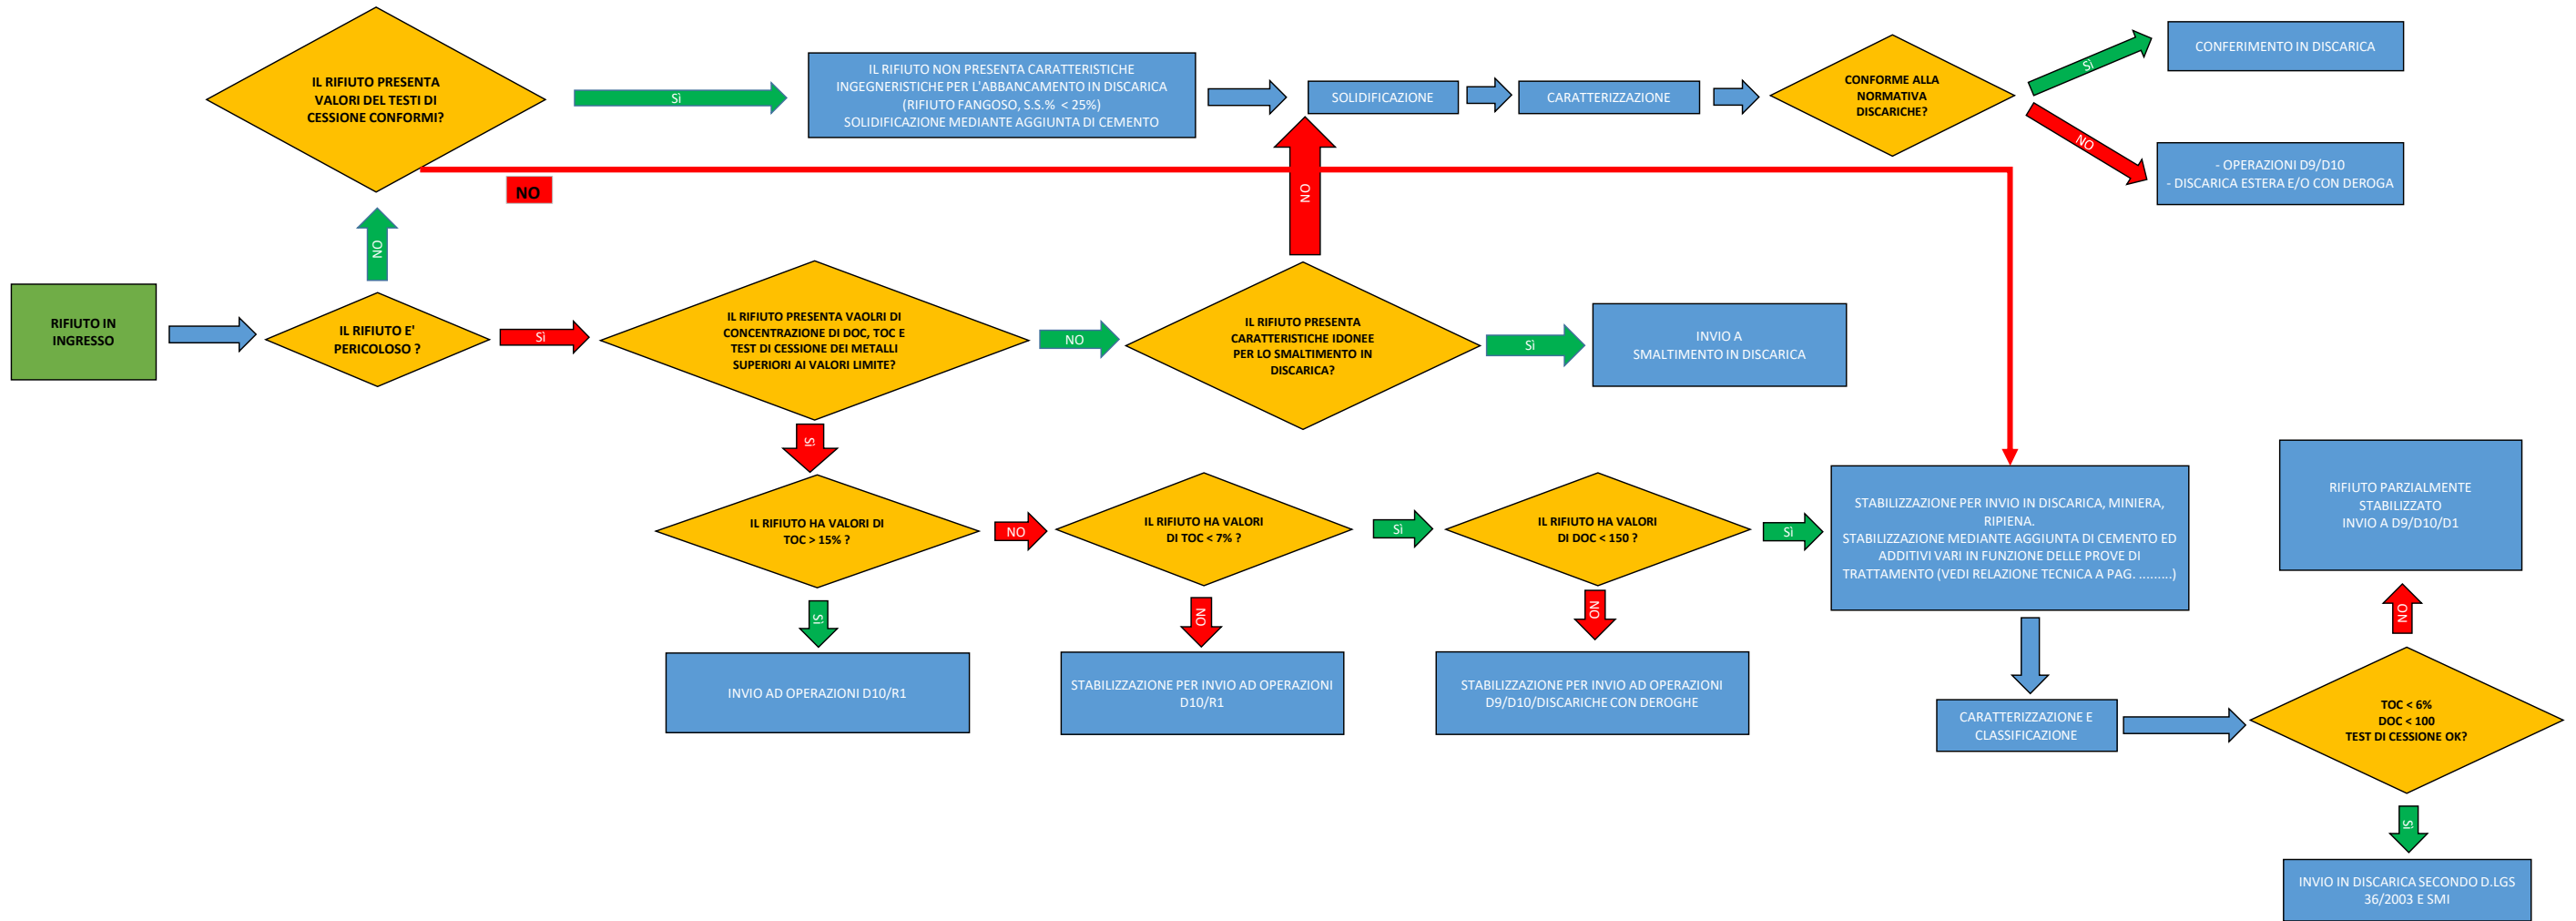 IL RIFIUTO PRESENTA
VALORI DEL TESTI DI
CESSIONE CONFORMI?
Sì
IL RIFIUTO NON PRESENTA CARATTERISTICHE
INGEGNERISTICHE PER L'ABBANCAMENTO IN DISCARICA
(RIFIUTO FANGOSO, S.S.% < 25%)
SOLIDIFICAZIONE MEDIANTE AGGIUNTA DI CEMENTO
SOLIDIFICAZIONE
CARATTERIZZAZIONE
CONFORME ALLA
NORMATIVA
DISCARICHE?
Sì
CONFERIMENTO IN DISCARICA
NO
- OPERAZIONI D9/D10
- DISCARICA ESTERA E/O CON DEROGA
NO
NO
NO
RIFIUTO IN
INGRESSO
IL RIFIUTO E'
PERICOLOSO ?
Sì
IL RIFIUTO PRESENTA VAOLRI DI
CONCENTRAZIONE DI DOC, TOC E
TEST DI CESSIONE DEI METALLI
SUPERIORI AI VALORI LIMITE?
NO
IL RIFIUTO PRESENTA
CARATTERISTICHE IDONEE
PER LO SMALTIMENTO IN
DISCARICA?
Sì
INVIO A
SMALTIMENTO IN DISCARICA
Sì
IL RIFIUTO HA VALORI DI
TOC > 15% ?
NO
IL RIFIUTO HA VALORI
DI TOC < 7% ?
Sì
IL RIFIUTO HA VALORI
DI DOC < 150 ?
Sì
STABILIZZAZIONE PER INVIO IN DISCARICA, MINIERA,
RIPIENA.
STABILIZZAZIONE MEDIANTE AGGIUNTA DI CEMENTO ED
ADDITIVI VARI IN FUNZIONE DELLE PROVE DI
TRATTAMENTO (VEDI RELAZIONE TECNICA A PAG. .........)
RIFIUTO PARZIALMENTE
STABILIZZATO
INVIO A D9/D10/D1
Sì
NO
NO
NO
INVIO AD OPERAZIONI D10/R1
STABILIZZAZIONE PER INVIO AD OPERAZIONI
D10/R1
STABILIZZAZIONE PER INVIO AD OPERAZIONI
D9/D10/DISCARICHE CON DEROGHE
CARATTERIZZAZIONE E
CLASSIFICAZIONE
TOC < 6%
DOC < 100
TEST DI CESSIONE OK?
Sì
INVIO IN DISCARICA SECONDO D.LGS
36/2003 E SMI